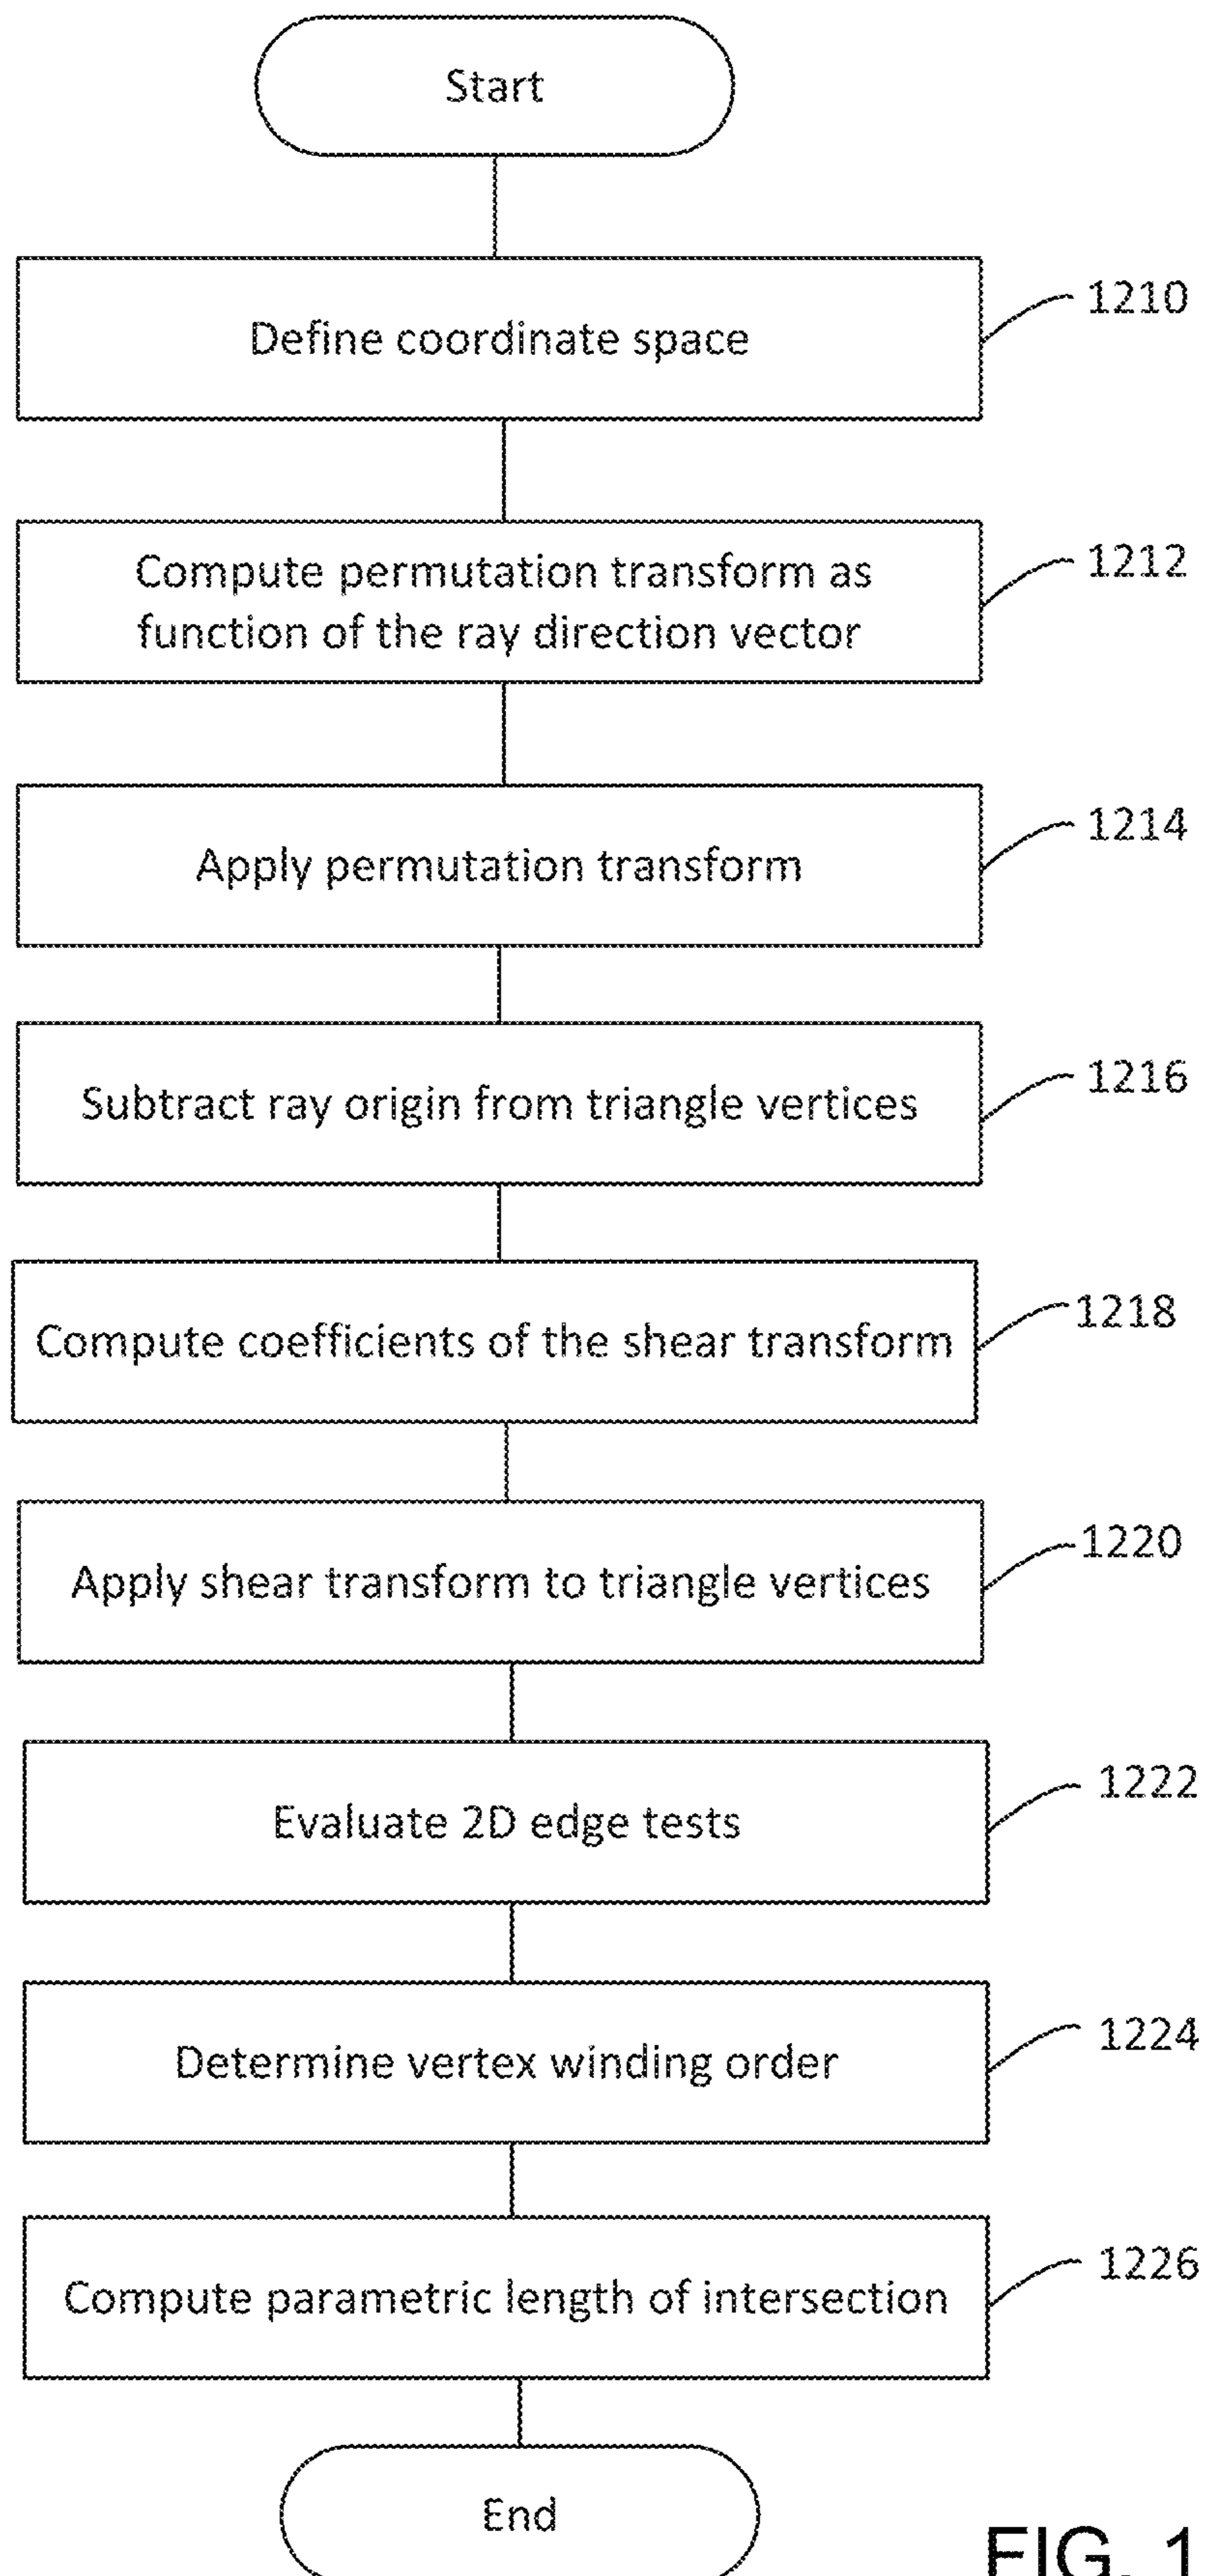 Start
Define coordinate space
1210
Compute permutation transform as
function of the ray direction vector
1212
Apply permutation transform
1214
Subtract ray origin from triangle vertices
1216
Compute coefficients of the shear transform
1218
Apply shear transform to triangle vertices
1220
Evaluate 2D edge tests
1222
Determine vertex winding order
1224
Compute parametric length of intersection
1226
End
FIG. 1